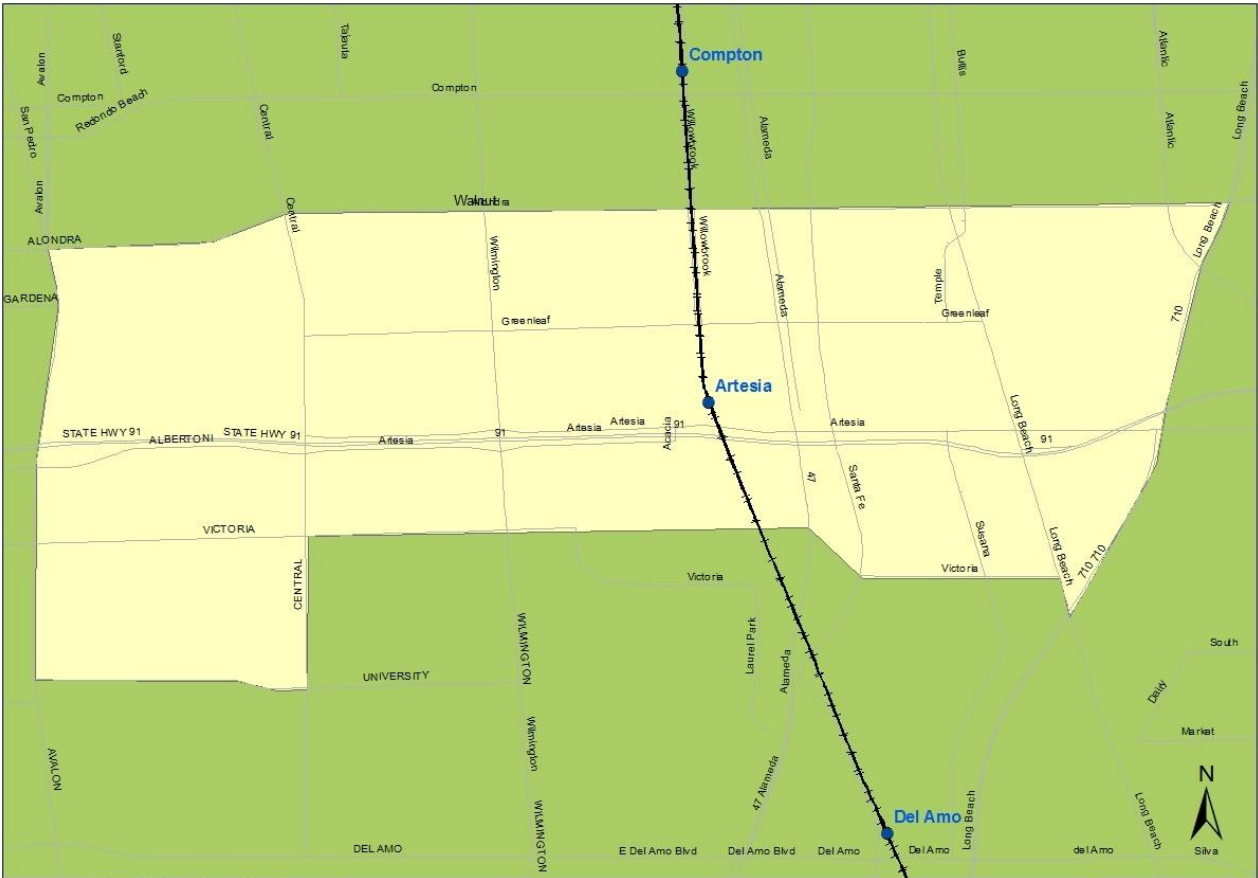 Compton
Avalon
Stanford
Tajauta
Bullis
Atlantic
Compton
Compton
Redondo Beach
San Pedro
Central
Willowbrook
Alameda
Atlantic
Long Beach
Avalon
Central
Walnut
Long Beach
ALONDRA
Wilmington
Willowbrook
Alameda
Temple
GARDENA
Greenleaf
Greenleaf
710
Artesia
STATE HWY 91
ALBERTONI
STATE HWY 91
Artesia
91
Artesia
Artesia
Acacia
91
Artesia
Long Beach
91
47
Santa Fe
VICTORIA
Susana
Long Beach
CENTRAL
Victoria
Victoria
710 710
WILMINGTON
Laurel Park
Alameda
South
UNIVERSITY
Dairy
Wilmington
Market
AVALON
47 Alameda
N
Del Amo
WILMINGTON
Long Beach
Long Beach
DEL AMO
E Del Amo Blvd
Del Amo Blvd
Del Amo
Del Amo
del Amo
Silva